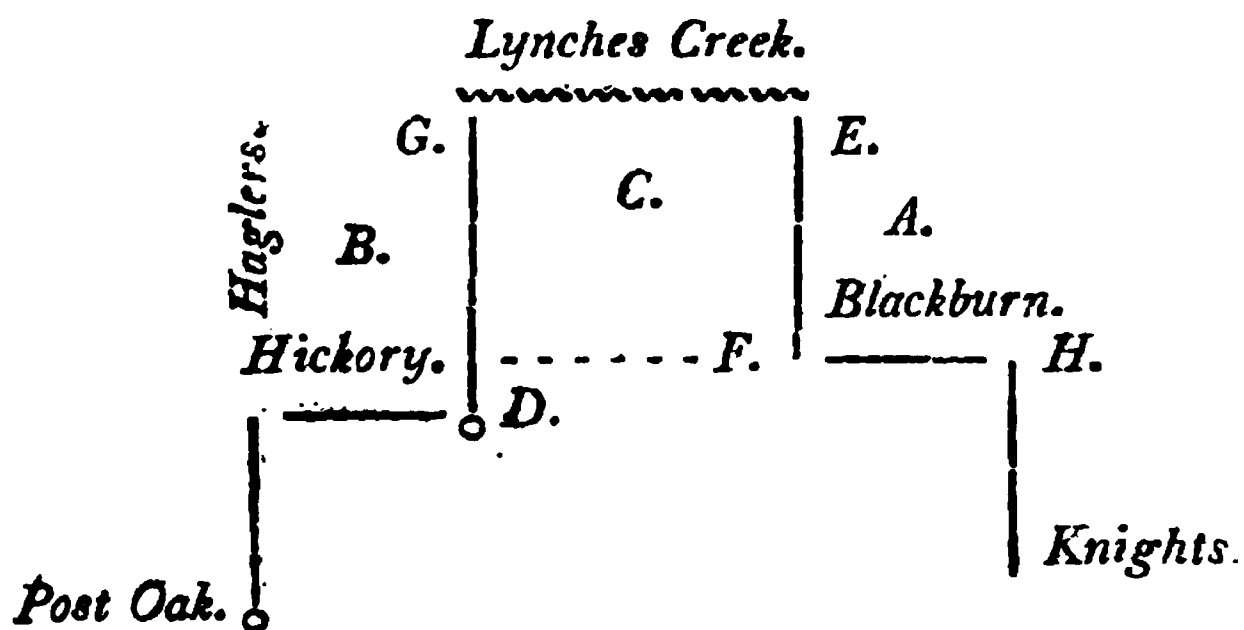 Lynches Creek.
G.
E.
Haglers.
C.
A.
B.
Blackburn.
Hickory.
F.
H.
D.
Knights.
Post Oak.